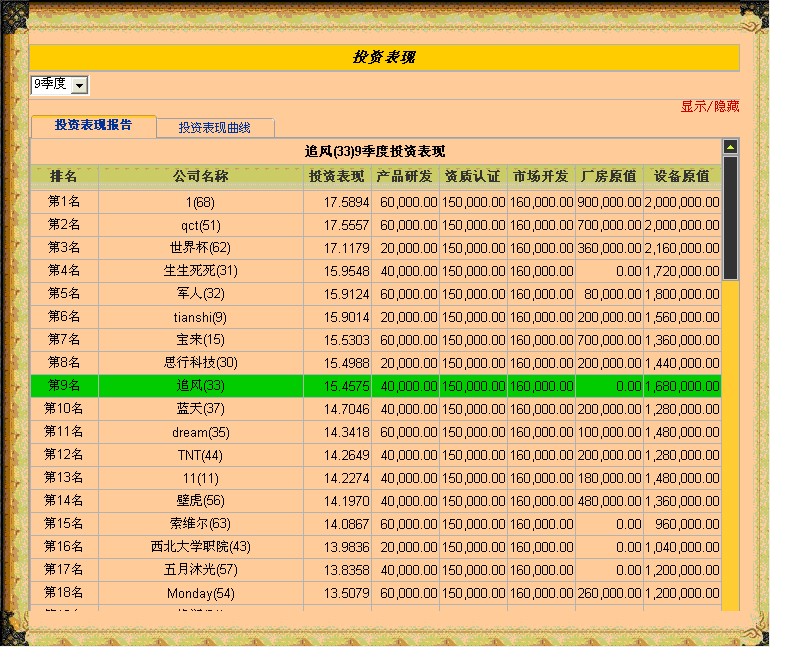 投资表现
9季度
显示/隐藏
投资表现报告 投资表现曲线
追风(33)9季度投资表现
排名 公司名称 投资表现 产品研发 资质认证 市场开发 厂房原值 设备原值
第1名 1(68) 17.5894 60,000.00 150,000.00 160,000.00 900,000.00 2,000,000.00
第2名 qct(51) 17.5557 60,000.00 150,000.00 160,000.00 700,000.00 2,000,000.00
第3名 世界杯(62) 17.1179 20,000.00 150,000.00 160,000.00 360,000.00 2,160,000.00
第4名 生生死死(31) 15.9548 40,000.00 150,000.00 160,000.00 0.00 1,720,000.00
第5名 军人(32) 15.9124 60,000.00 150,000.00 160,000.00 80,000.00 1,800,000.00
第6名 tianshi(9) 15.9014 20,000.00 150,000.00 160,000.00 200,000.00 1,560,000.00
第7名 宝来(15) 15.5303 60,000.00 150,000.00 160,000.00 700,000.00 1,360,000.00
第8名 思行科技(30) 15.4988 20,000.00 150,000.00 160,000.00 200,000.00 1,440,000.00
第9名 追风(33) 15.4575 40,000.00 150,000.00 160,000.00 0.00 1,680,000.00
第10名 蓝天(37) 14.7046 40,000.00 150,000.00 160,000.00 200,000.00 1,280,000.00
第11名 dream(35) 14.3418 60,000.00 150,000.00 160,000.00 100,000.00 1,480,000.00
第12名 TNT(44) 14.2649 40,000.00 150,000.00 160,000.00 200,000.00 1,280,000.00
第13名 11(11) 14.2274 40,000.00 150,000.00 160,000.00 180,000.00 1,480,000.00
第14名 壁虎(56) 14.1970 40,000.00 150,000.00 160,000.00 480,000.00 1,360,000.00
第15名 索维尔(63) 14.0867 60,000.00 150,000.00 160,000.00 0.00 960,000.00
第16名 西北大学职院(43) 13.9836 20,000.00 150,000.00 160,000.00 0.00 1,040,000.00
第17名 五月沐光(57) 13.8358 40,000.00 150,000.00 160,000.00 0.00 1,200,000.00
第18名 Monday(54) 13.5079 60,000.00 150,000.00 160,000.00 260,000.00 1,200,000.00